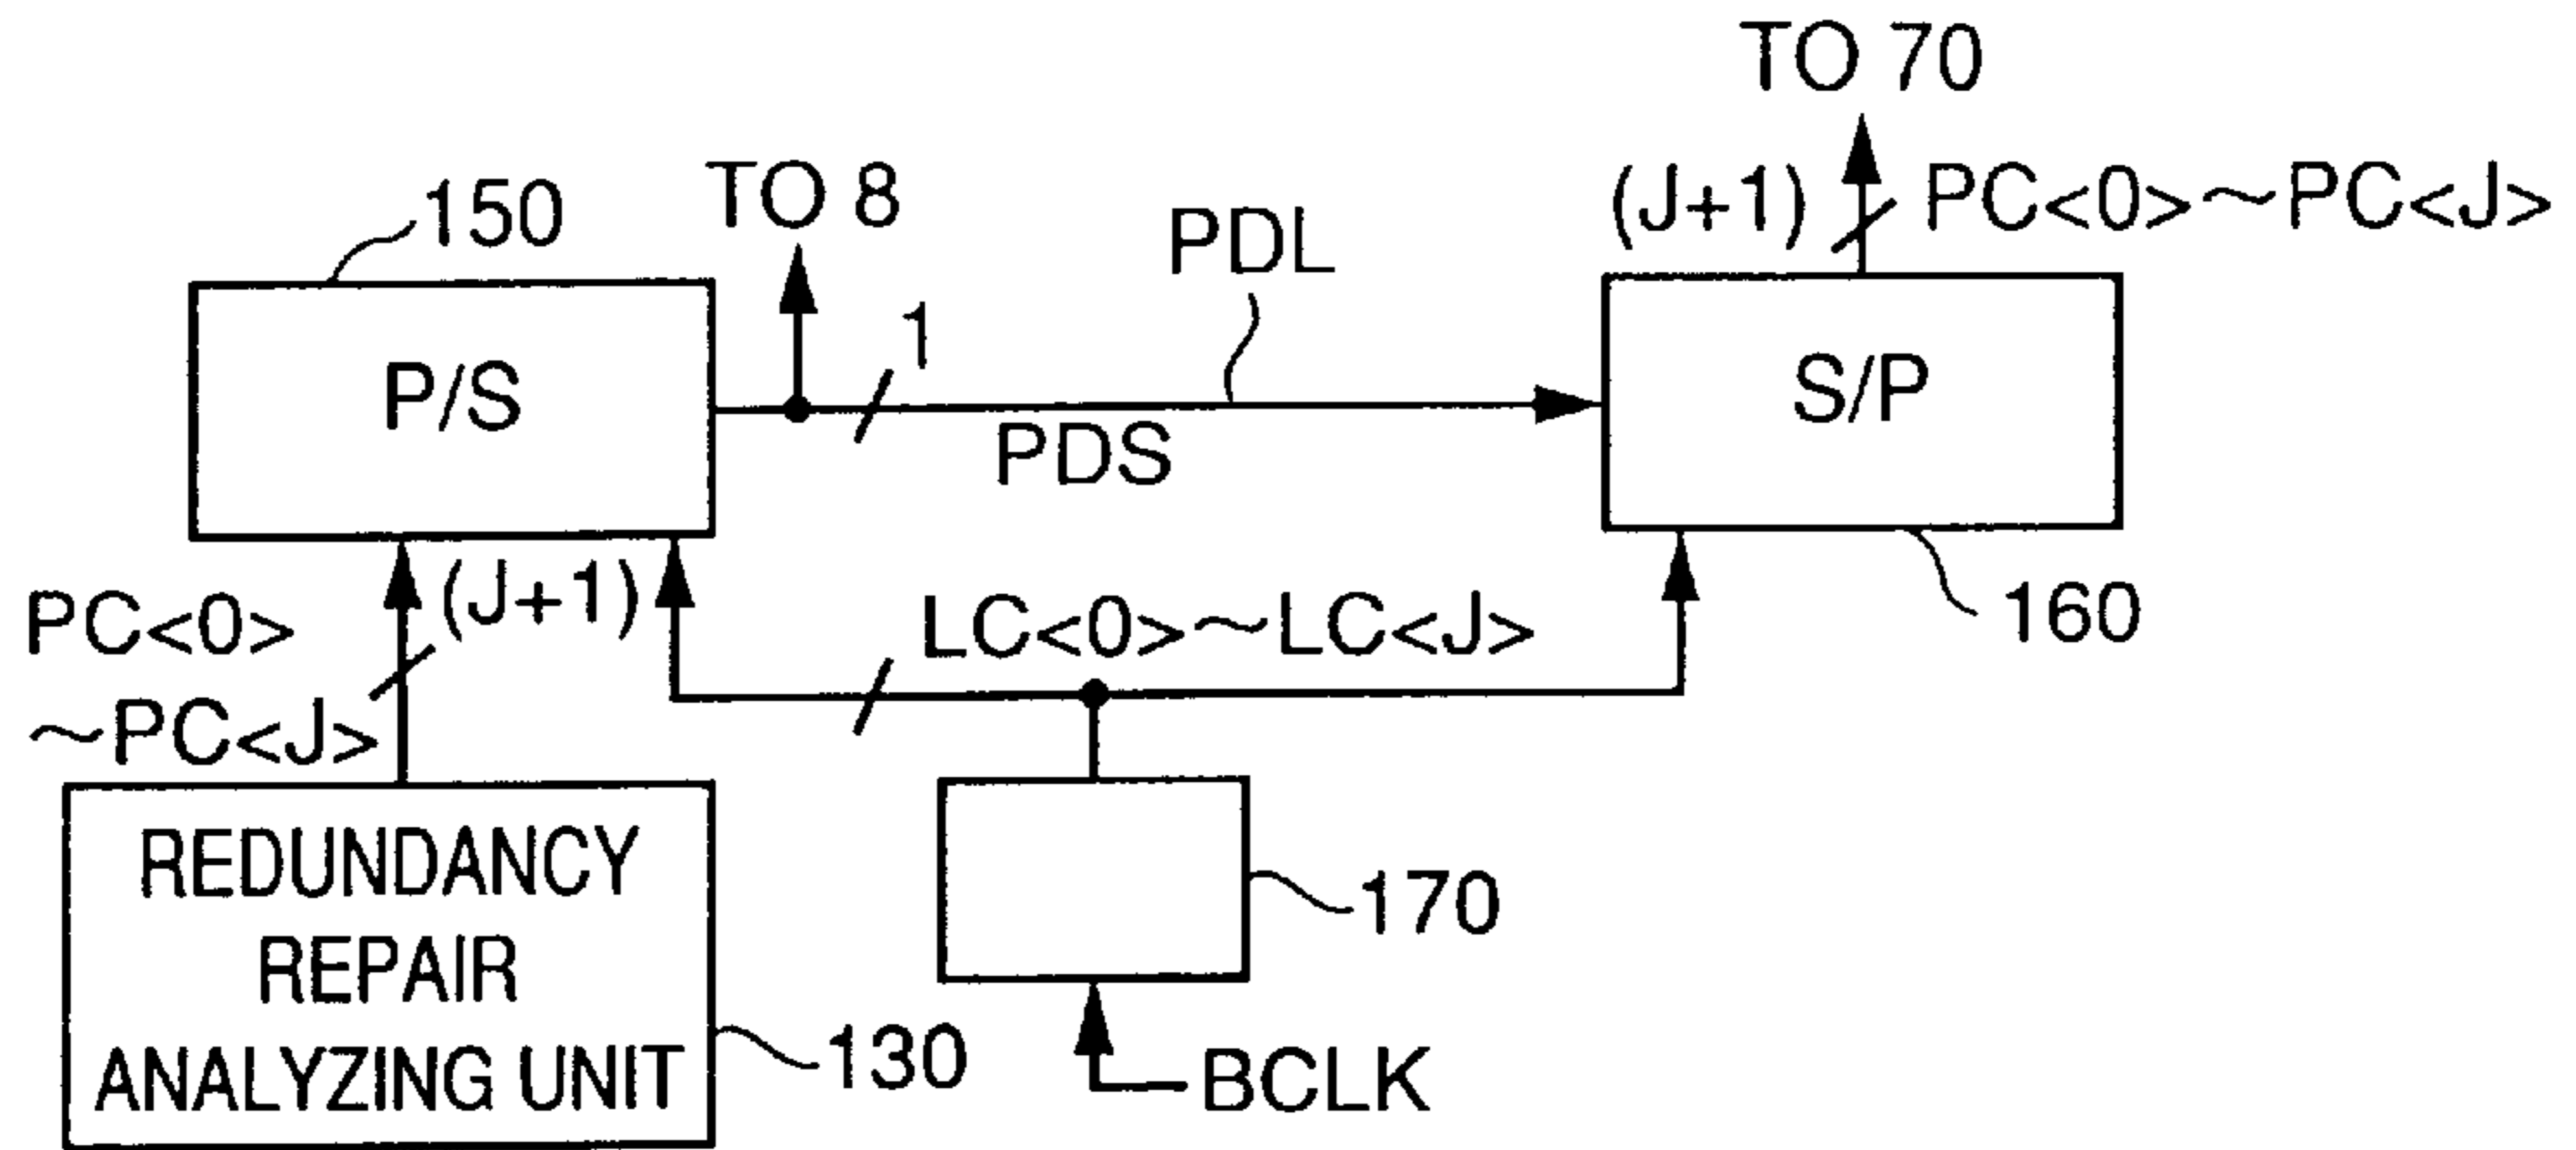 TO 70
(J+1)
PC<0>~PC<J>
150
TO 8
PDL
1
P/S
S/P
PDS
PC<0>
~PC<J>
(J+1)
LC<0>~LC<J>
160
REDUNDANCY
REPAIR
ANALYZING UNIT
170
130
BCLK